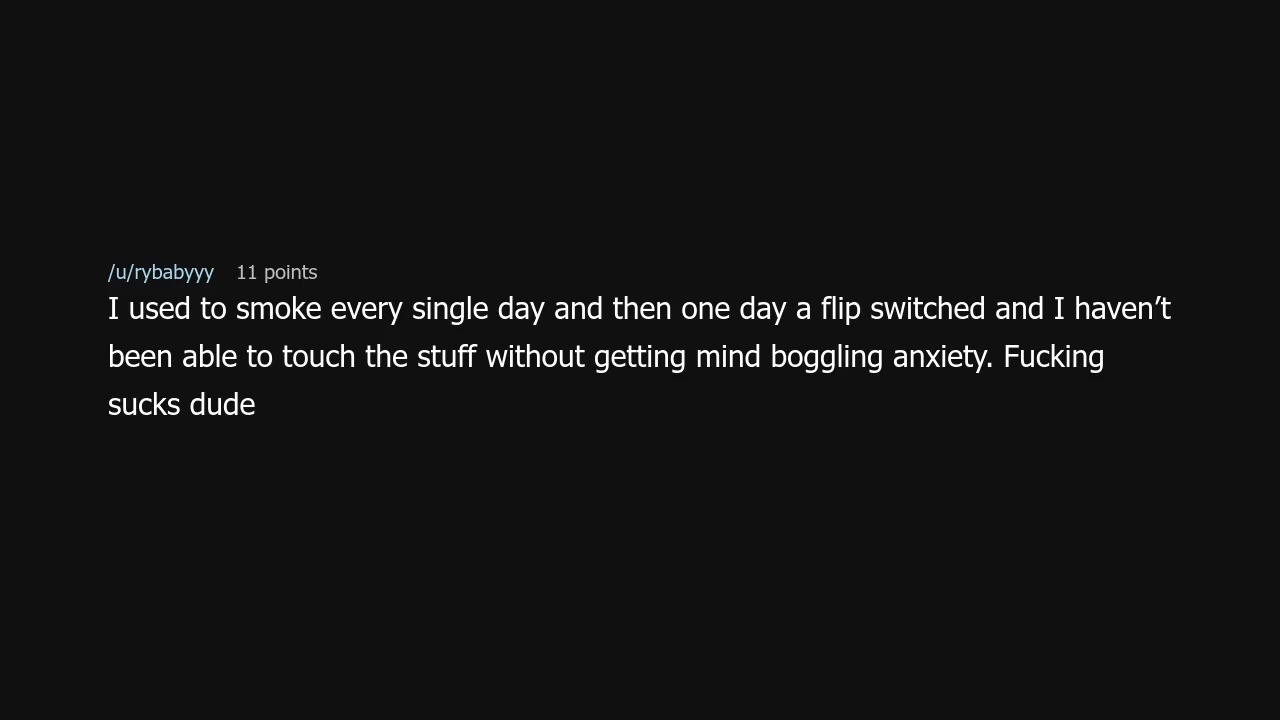 /u/rybabyyy 11 points
I used to smoke every single day and then one day a flip switched and I haven’t
been able to touch the stuff without getting mind boggling anxiety. Fucking
sucks dude